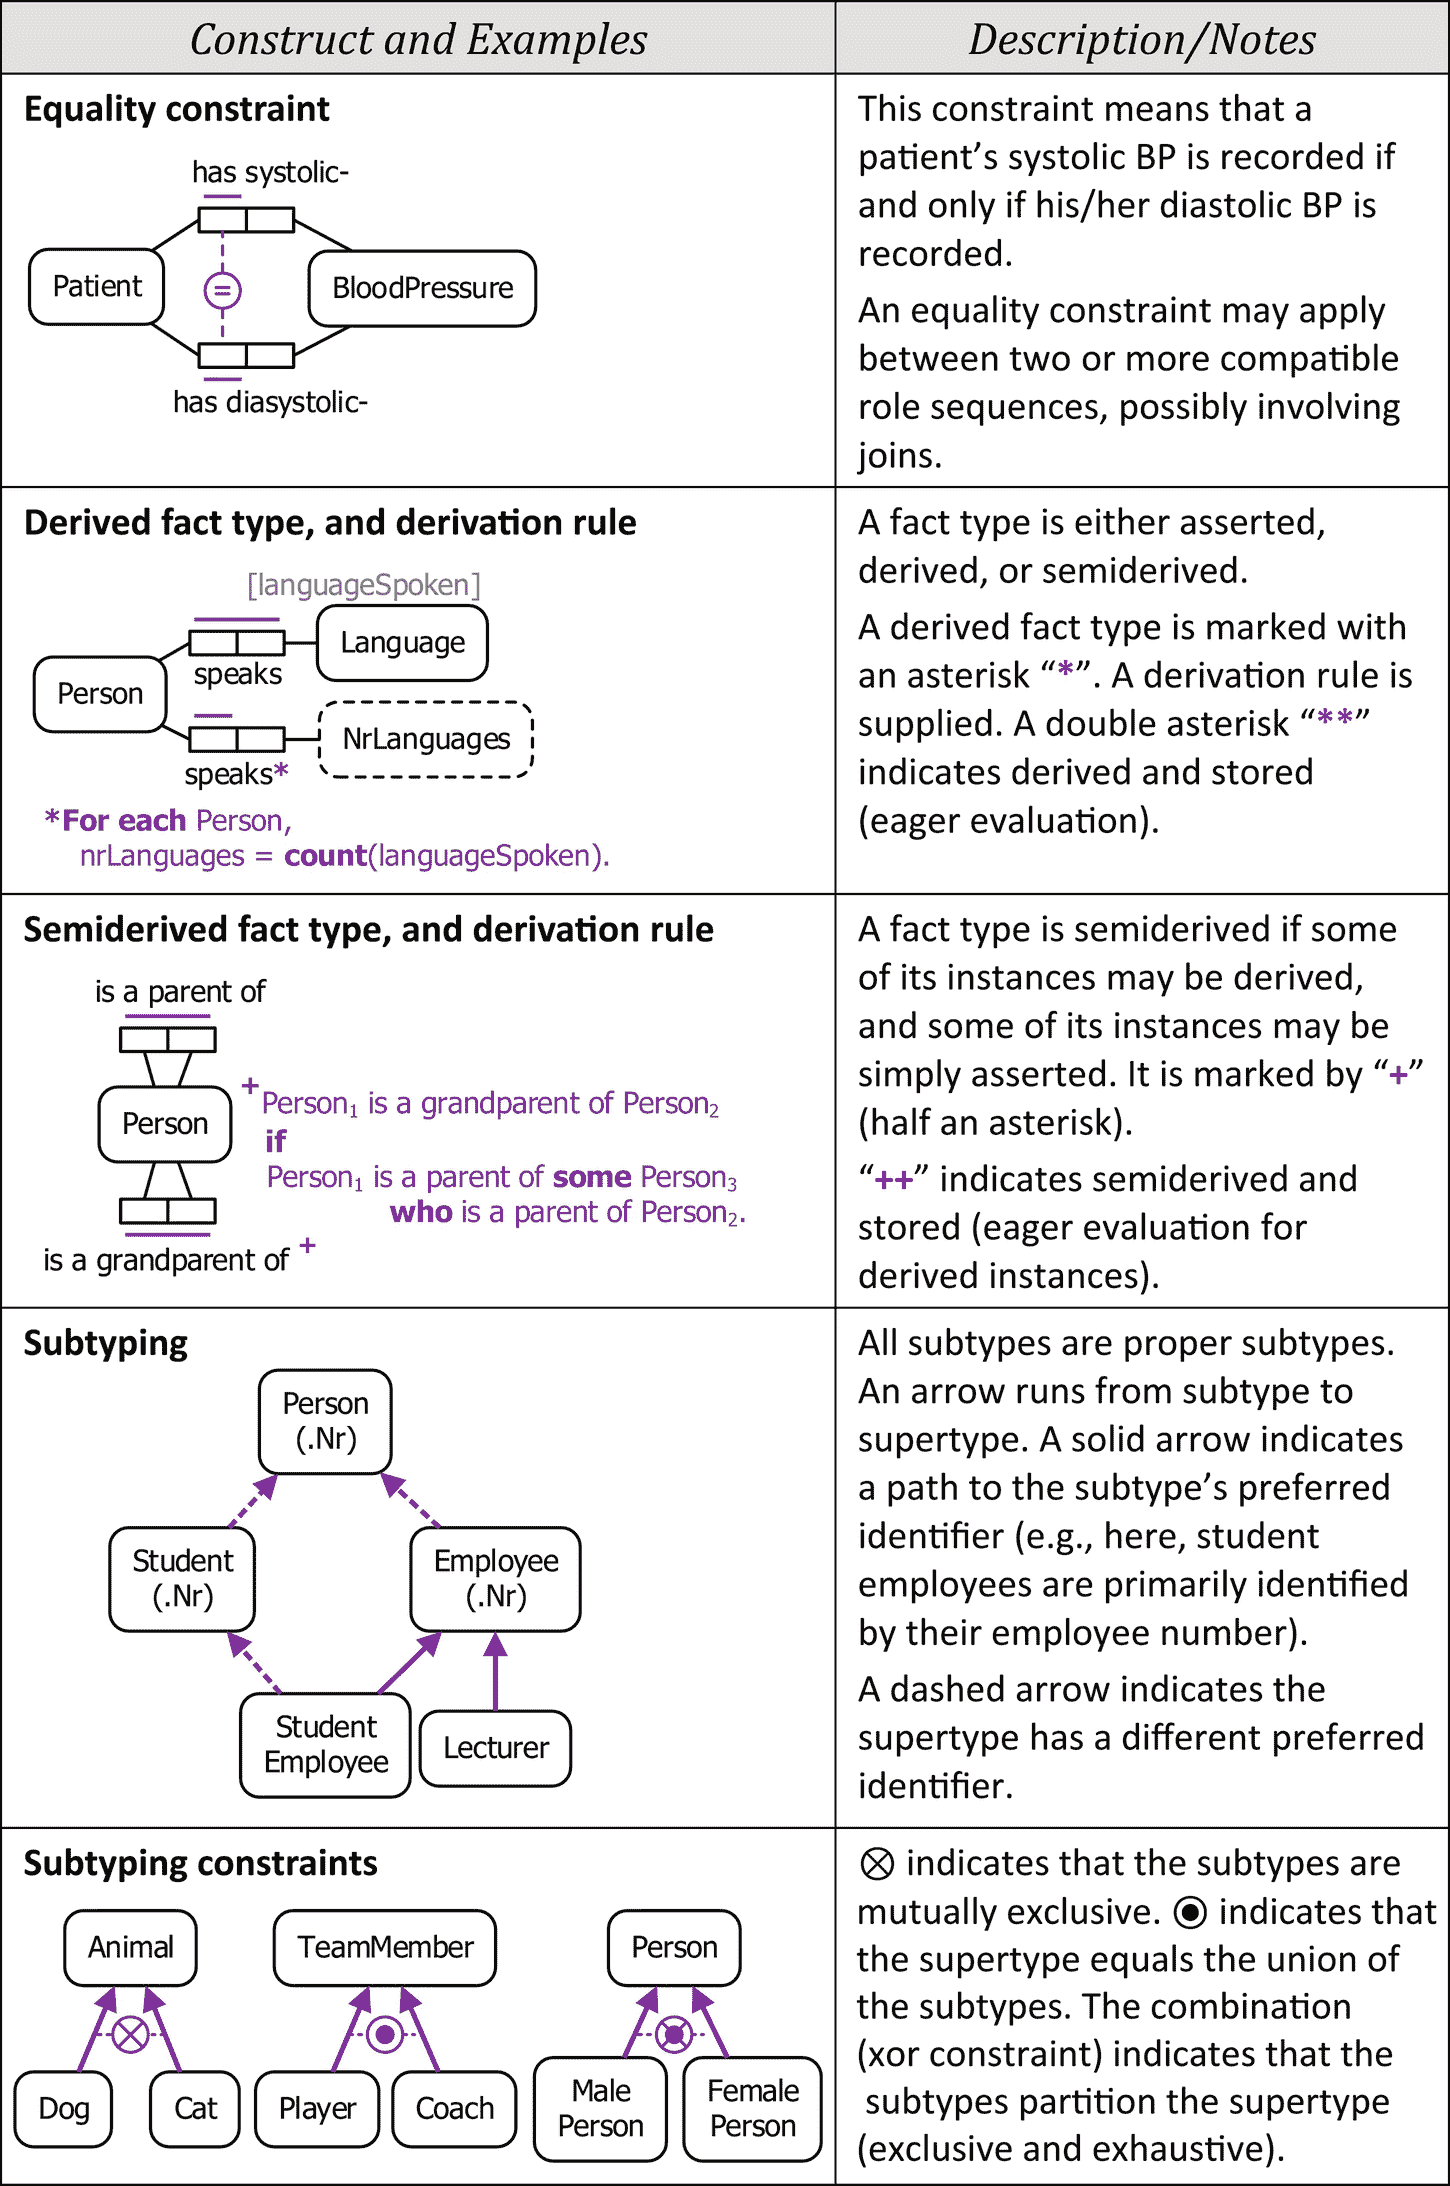 Construct and Examples
Description/Notes
Equality constraint
has systolic-
Patient
=
BloodPressure
has diasystolic-
This constraint means that a
patient’s systolic BP is recorded if
and only if his/her diastolic BP is
recorded.
An equality constraint may apply
between two or more compatible
role sequences, possibly involving
joins.
Derived fact type, and derivation rule
[languageSpoken]
Language
speaks
Person
NrLanguages
speaks*
*For each Person,
nrLanguages = count(languageSpoken).
A fact type is either asserted,
derived, or semiderived.
A derived fact type is marked with
an asterisk “*”. A derivation rule is
supplied. A double asterisk “**”
indicates derived and stored
(eager evaluation).
Semiderived fact type, and derivation rule
is a parent of
Person
+Person₁ is a grandparent of Person₂
if
Person₁ is a parent of some Person₃
who is a parent of Person₂.
is a grandparent of +
A fact type is semiderived if some
of its instances may be derived,
and some of its instances may be
simply asserted. It is marked by “+”
(half an asterisk).
“++” indicates semiderived and
stored (eager evaluation for
derived instances).
Subtyping
Person
(.Nr)
Student
(.Nr)
Employee
(.Nr)
Student
Employee
Lecturer
All subtypes are proper subtypes.
An arrow runs from subtype to
supertype. A solid arrow indicates
a path to the subtype’s preferred
identifier (e.g., here, student
employees are primarily identified
by their employee number).
A dashed arrow indicates the
supertype has a different preferred
identifier.
Subtyping constraints
Animal
TeamMember
Person
Dog
Cat
Player
Coach
Male
Person
Female
Person
⊗ indicates that the subtypes are
mutually exclusive. ⊙ indicates that
the supertype equals the union of
the subtypes. The combination
(xor constraint) indicates that the
subtypes partition the supertype
(exclusive and exhaustive).